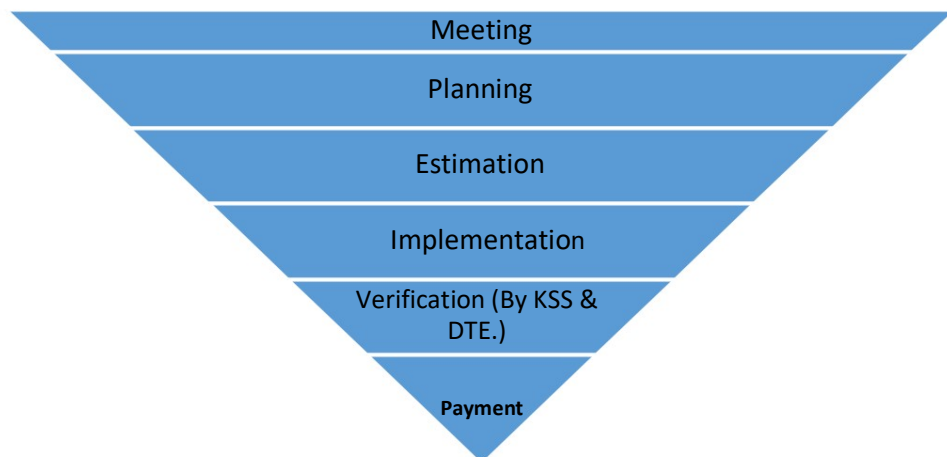 Meeting
Planning
Estimation
Implementation
Verification (By KSS &
DTE.)
Payment